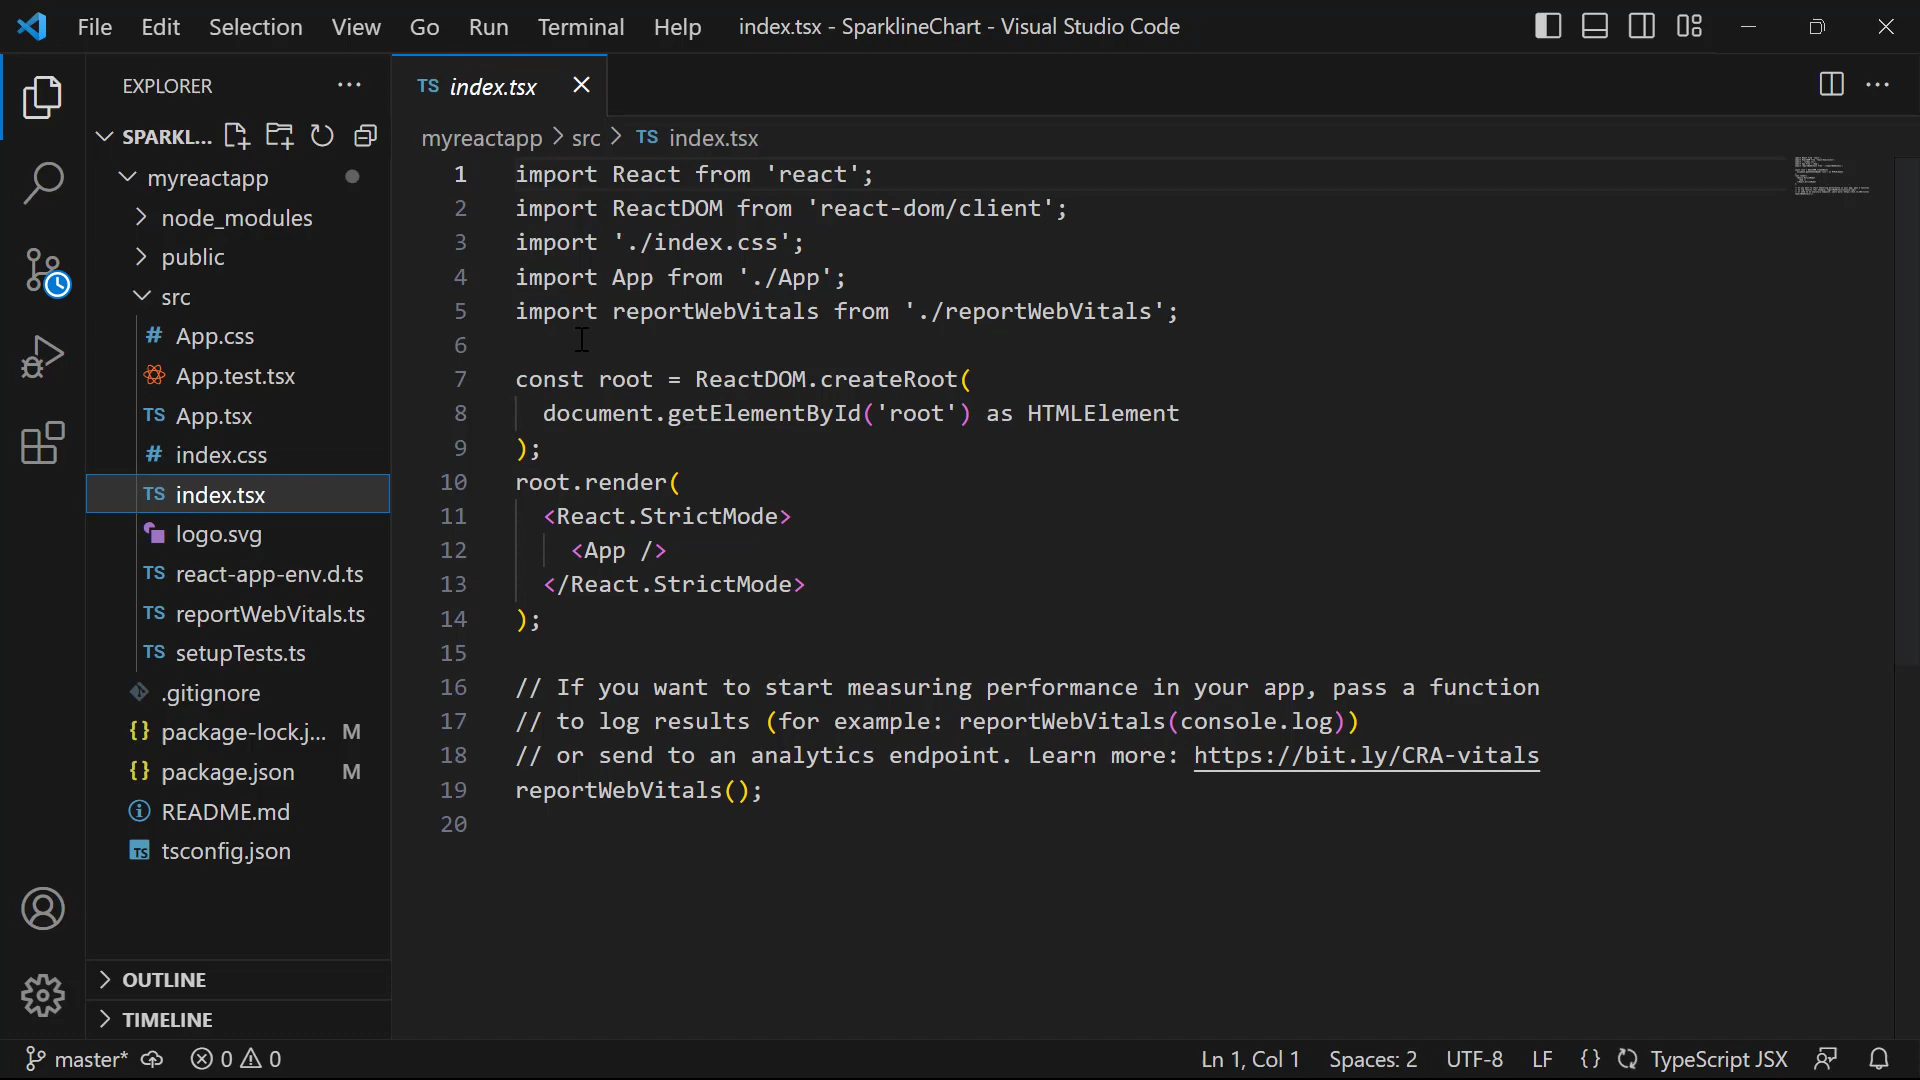 File Edit Selection View Go Run Terminal Help index.tsx - SparklineChart - Visual Studio Code
EXPLORER
SPARKL...
myreactapp
node_modules
public
src
# App.css
App.test.tsx
TS App.tsx
# index.css
TS index.tsx
logo.svg
TS react-app-env.d.ts
TS reportWebVitals.ts
TS setupTests.ts
.gitignore
{} package-lock.j... M
{} package.json M
README.md
TS tsconfig.json
OUTLINE
TIMELINE
TS index.tsx
myreactapp > src > TS index.tsx
1 import React from 'react';
2 import ReactDOM from 'react-dom/client';
3 import './index.css';
4 import App from './App';
5 import reportWebVitals from './reportWebVitals';
6
7 const root = ReactDOM.createRoot(
8 document.getElementById('root') as HTMLElement
9 );
10 root.render(
11 <React.StrictMode>
12 <App />
13 </React.StrictMode>
14 );
15
16 // If you want to start measuring performance in your app, pass a function
17 // to log results (for example: reportWebVitals(console.log))
18 // or send to an analytics endpoint. Learn more: https://bit.ly/CRA-vitals
19 reportWebVitals();
20
master* 0 0 Ln 1, Col 1 Spaces: 2 UTF-8 LF {} TypeScript JSX